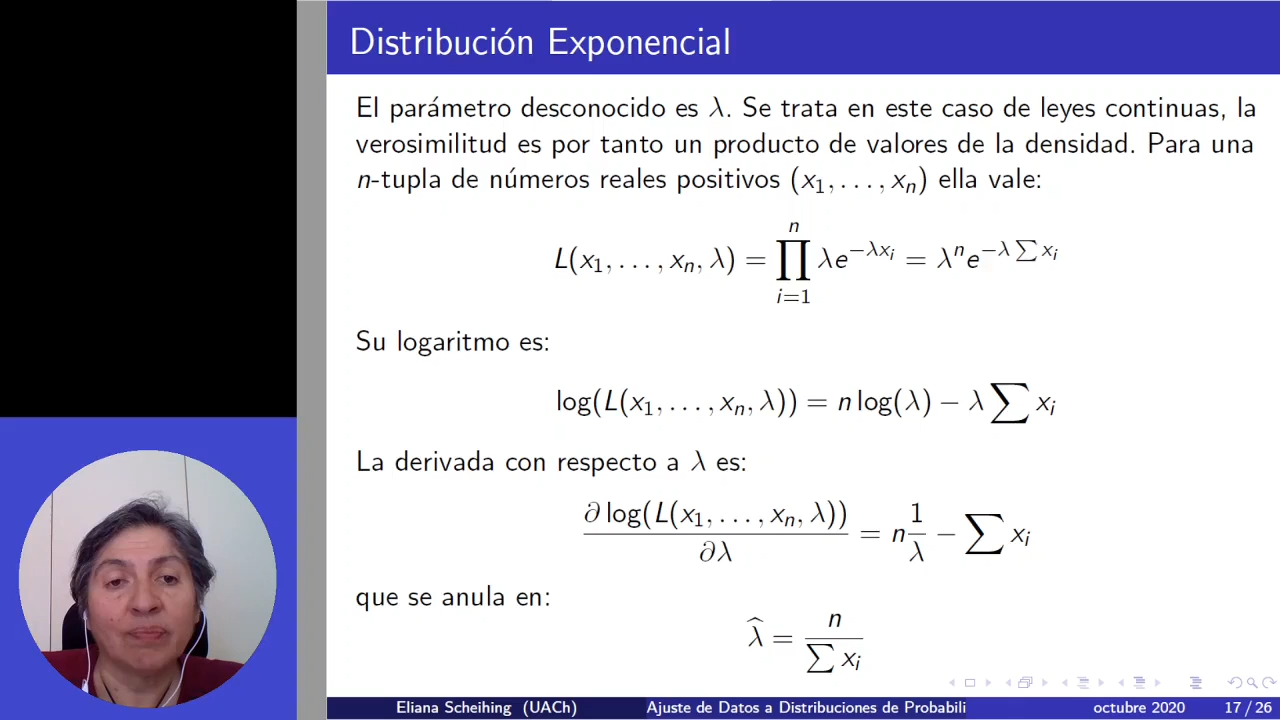 Distribución Exponencial
El parámetro desconocido es λ. Se trata en este caso de leyes continuas, la
verosimilitud es por tanto un producto de valores de la densidad. Para una
n-tupla de números reales positivos (x₁, . . . , xₙ) ella vale:
L(x₁, . . . , xₙ, λ) = ∏_{i=1}^{n} λe^{−λxᵢ} = λⁿe^{−λ ∑ xᵢ}
Su logaritmo es:
log(L(x₁, . . . , xₙ, λ)) = n log(λ) − λ ∑ xᵢ
La derivada con respecto a λ es:
∂ log(L(x₁, . . . , xₙ, λ)) / ∂λ = n 1/λ − ∑ xᵢ
que se anula en:
λ̂ = n / ∑ xᵢ
Eliana Scheihing (UACh) Ajuste de Datos a Distribuciones de Probabili octubre 2020 17 / 26